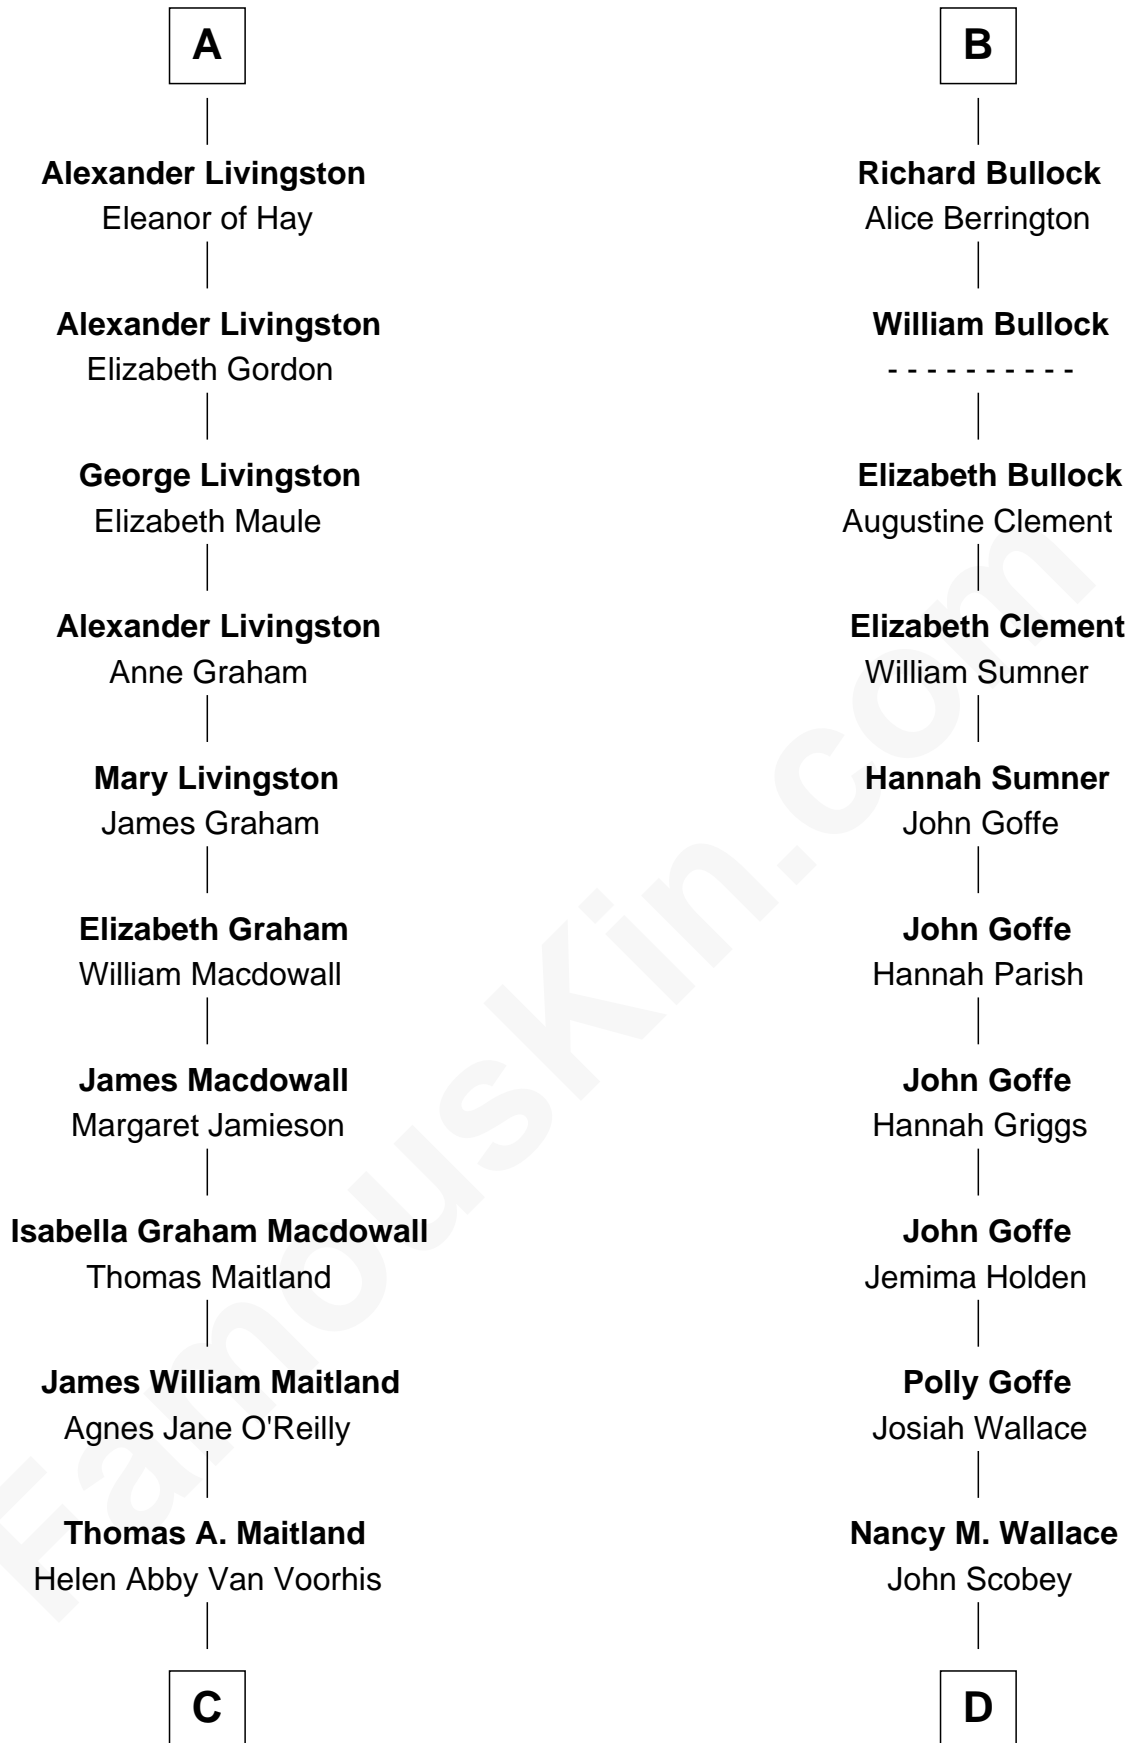 A
Alexander Livingston
Eleanor of Hay
Alexander Livingston
Elizabeth Gordon
George Livingston
Elizabeth Maule
Alexander Livingston
Anne Graham
Mary Livingston
James Graham
Elizabeth Graham
William Macdowall
James Macdowall
Margaret Jamieson
Isabella Graham Macdowall
Thomas Maitland
James William Maitland
Agnes Jane O'Reilly
Thomas A. Maitland
Helen Abby Van Voorhis
C
B
Richard Bullock
Alice Berrington
William Bullock
- - - - - - - - - -
Elizabeth Bullock
Augustine Clement
Elizabeth Clement
William Sumner
Hannah Sumner
John Goffe
John Goffe
Hannah Parish
John Goffe
Hannah Griggs
John Goffe
Jemima Holden
Polly Goffe
Josiah Wallace
Nancy M. Wallace
John Scobey
D
FamousKin.com